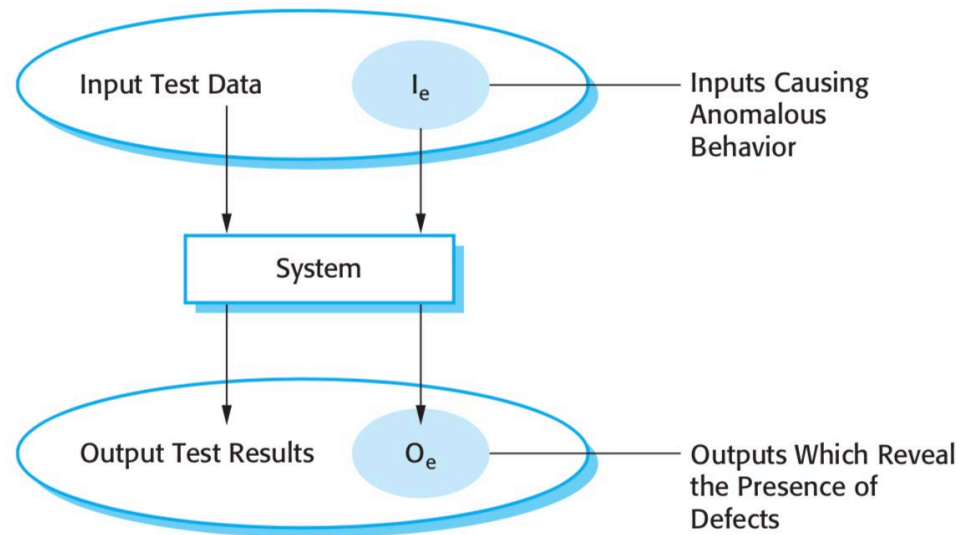 Input Test Data
Iₑ
Inputs Causing
Anomalous
Behavior
System
Output Test Results
Oₑ
Outputs Which Reveal
the Presence of
Defects